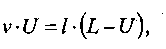 v·U = l·(L − U),